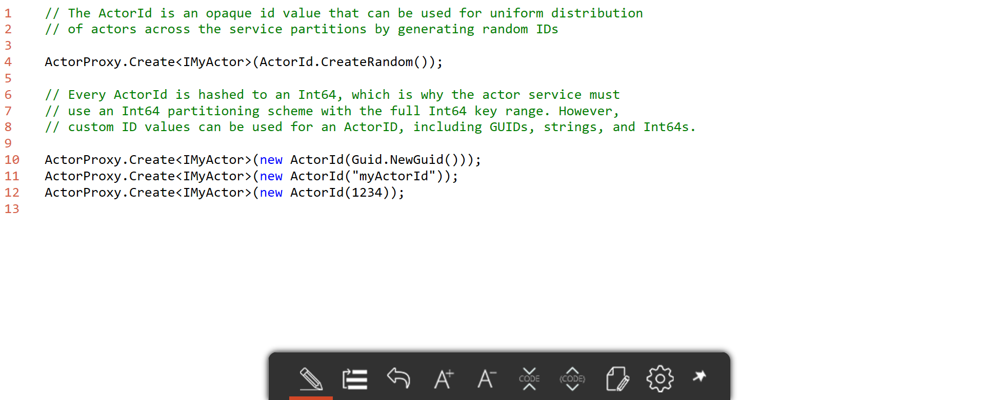 1 // The ActorId is an opaque id value that can be used for uniform distribution
2 // of actors across the service partitions by generating random IDs
3
4 ActorProxy.Create<IMyActor>(ActorId.CreateRandom());
5
6 // Every ActorId is hashed to an Int64, which is why the actor service must
7 // use an Int64 partitioning scheme with the full Int64 key range. However,
8 // custom ID values can be used for an ActorID, including GUIDs, strings, and Int64s.
9
10 ActorProxy.Create<IMyActor>(new ActorId(Guid.NewGuid()));
11 ActorProxy.Create<IMyActor>(new ActorId("myActorId"));
12 ActorProxy.Create<IMyActor>(new ActorId(1234));
13
A+ A- CODE (CODE)